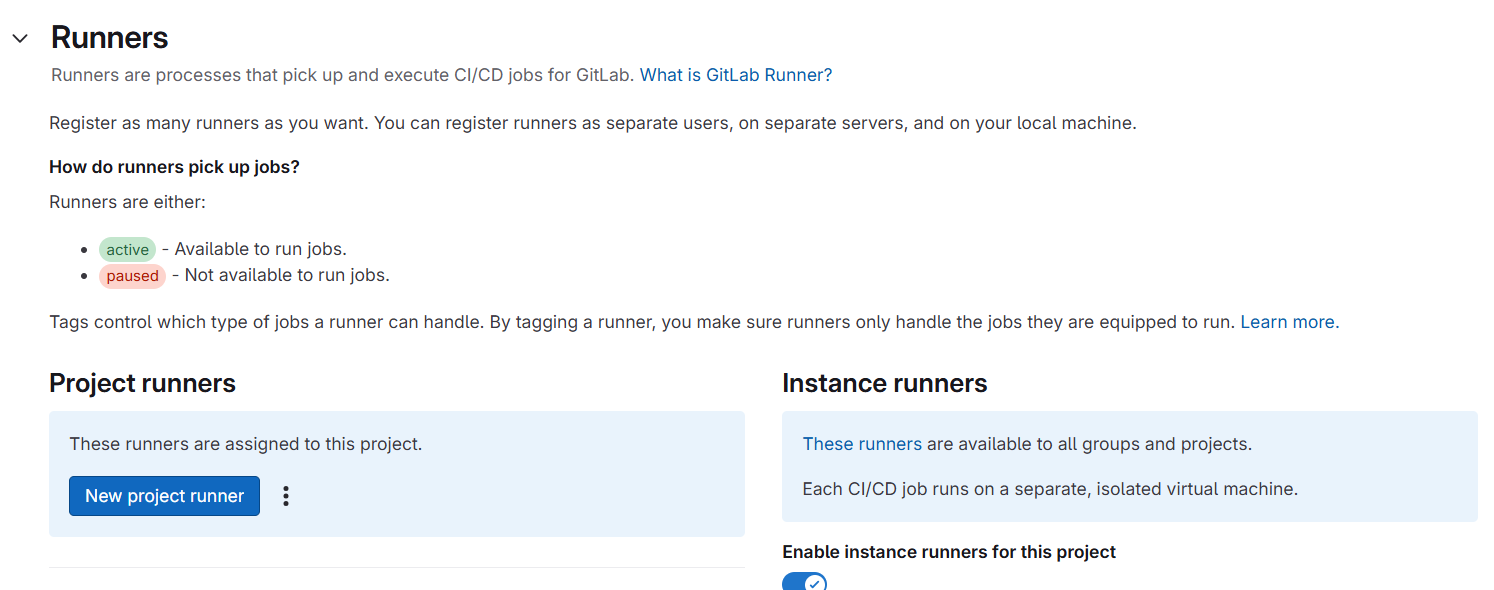 Runners
Runners are processes that pick up and execute CI/CD jobs for GitLab. What is GitLab Runner?
Register as many runners as you want. You can register runners as separate users, on separate servers, and on your local machine.
How do runners pick up jobs?
Runners are either:
active - Available to run jobs.
paused - Not available to run jobs.
Tags control which type of jobs a runner can handle. By tagging a runner, you make sure runners only handle the jobs they are equipped to run. Learn more.
Project runners
These runners are assigned to this project.
New project runner
Instance runners
These runners are available to all groups and projects.
Each CI/CD job runs on a separate, isolated virtual machine.
Enable instance runners for this project